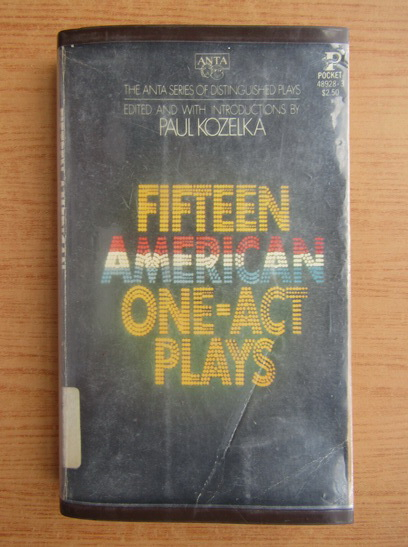 ANTA
THE ANTA SERIES OF DISTINGUISHED PLAYS
EDITED AND WITH INTRODUCTIONS BY
PAUL KOZELKA
POCKET
$2.50
FIFTEEN
AMERICAN
ONE=ACT
PLAYS